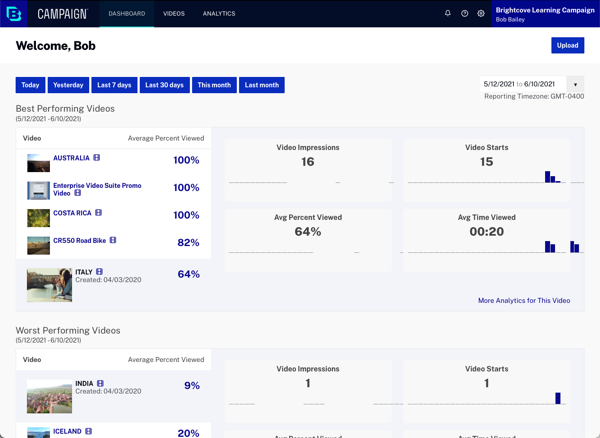 CAMPAIGN
DASHBOARD
VIDEOS
ANALYTICS
Brightcove Learning Campaign
Bob Bailey
Welcome, Bob
Upload
Today
Yesterday
Last 7 days
Last 30 days
This month
Last month
5/12/2021 to 6/10/2021
Reporting Timezone: GMT-0400
Best Performing Videos
(5/12/2021 - 6/10/2021)
Video
Average Percent Viewed
AUSTRALIA
100%
Enterprise Video Suite Promo
Video
100%
COSTA RICA
100%
CR550 Road Bike
82%
ITALY
Created: 04/03/2020
64%
Video Impressions
16
Video Starts
15
Avg Percent Viewed
64%
Avg Time Viewed
00:20
More Analytics for This Video
Worst Performing Videos
(5/12/2021 - 6/10/2021)
Video
Average Percent Viewed
INDIA
Created: 04/03/2020
9%
ICELAND
20%
Video Impressions
1
Video Starts
1
Avg Percent Viewed
Avg Time Viewed